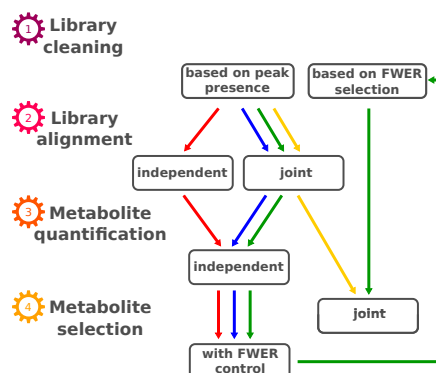 1 Library
cleaning
based on peak
presence
based on FWER
selection
2 Library
alignment
independent
joint
3 Metabolite
quantification
independent
4 Metabolite
selection
joint
with FWER
control